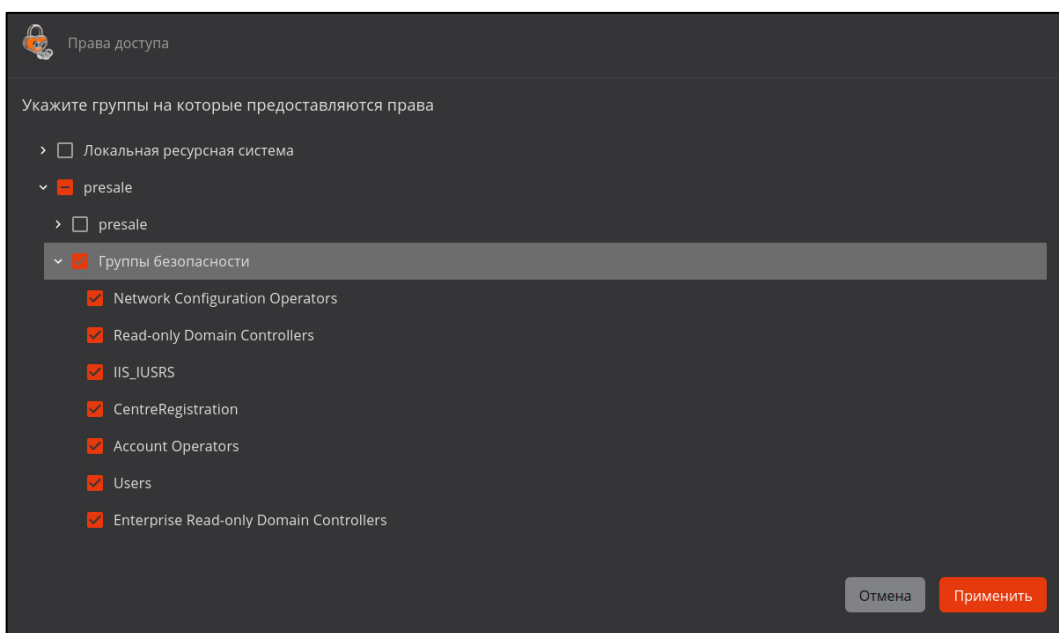 Права доступа
Укажите группы на которые предоставляются права
Локальная ресурсная система
presale
presale
Группы безопасности
Network Configuration Operators
Read-only Domain Controllers
IIS_IUSRS
CentreRegistration
Account Operators
Users
Enterprise Read-only Domain Controllers
Отмена Применить